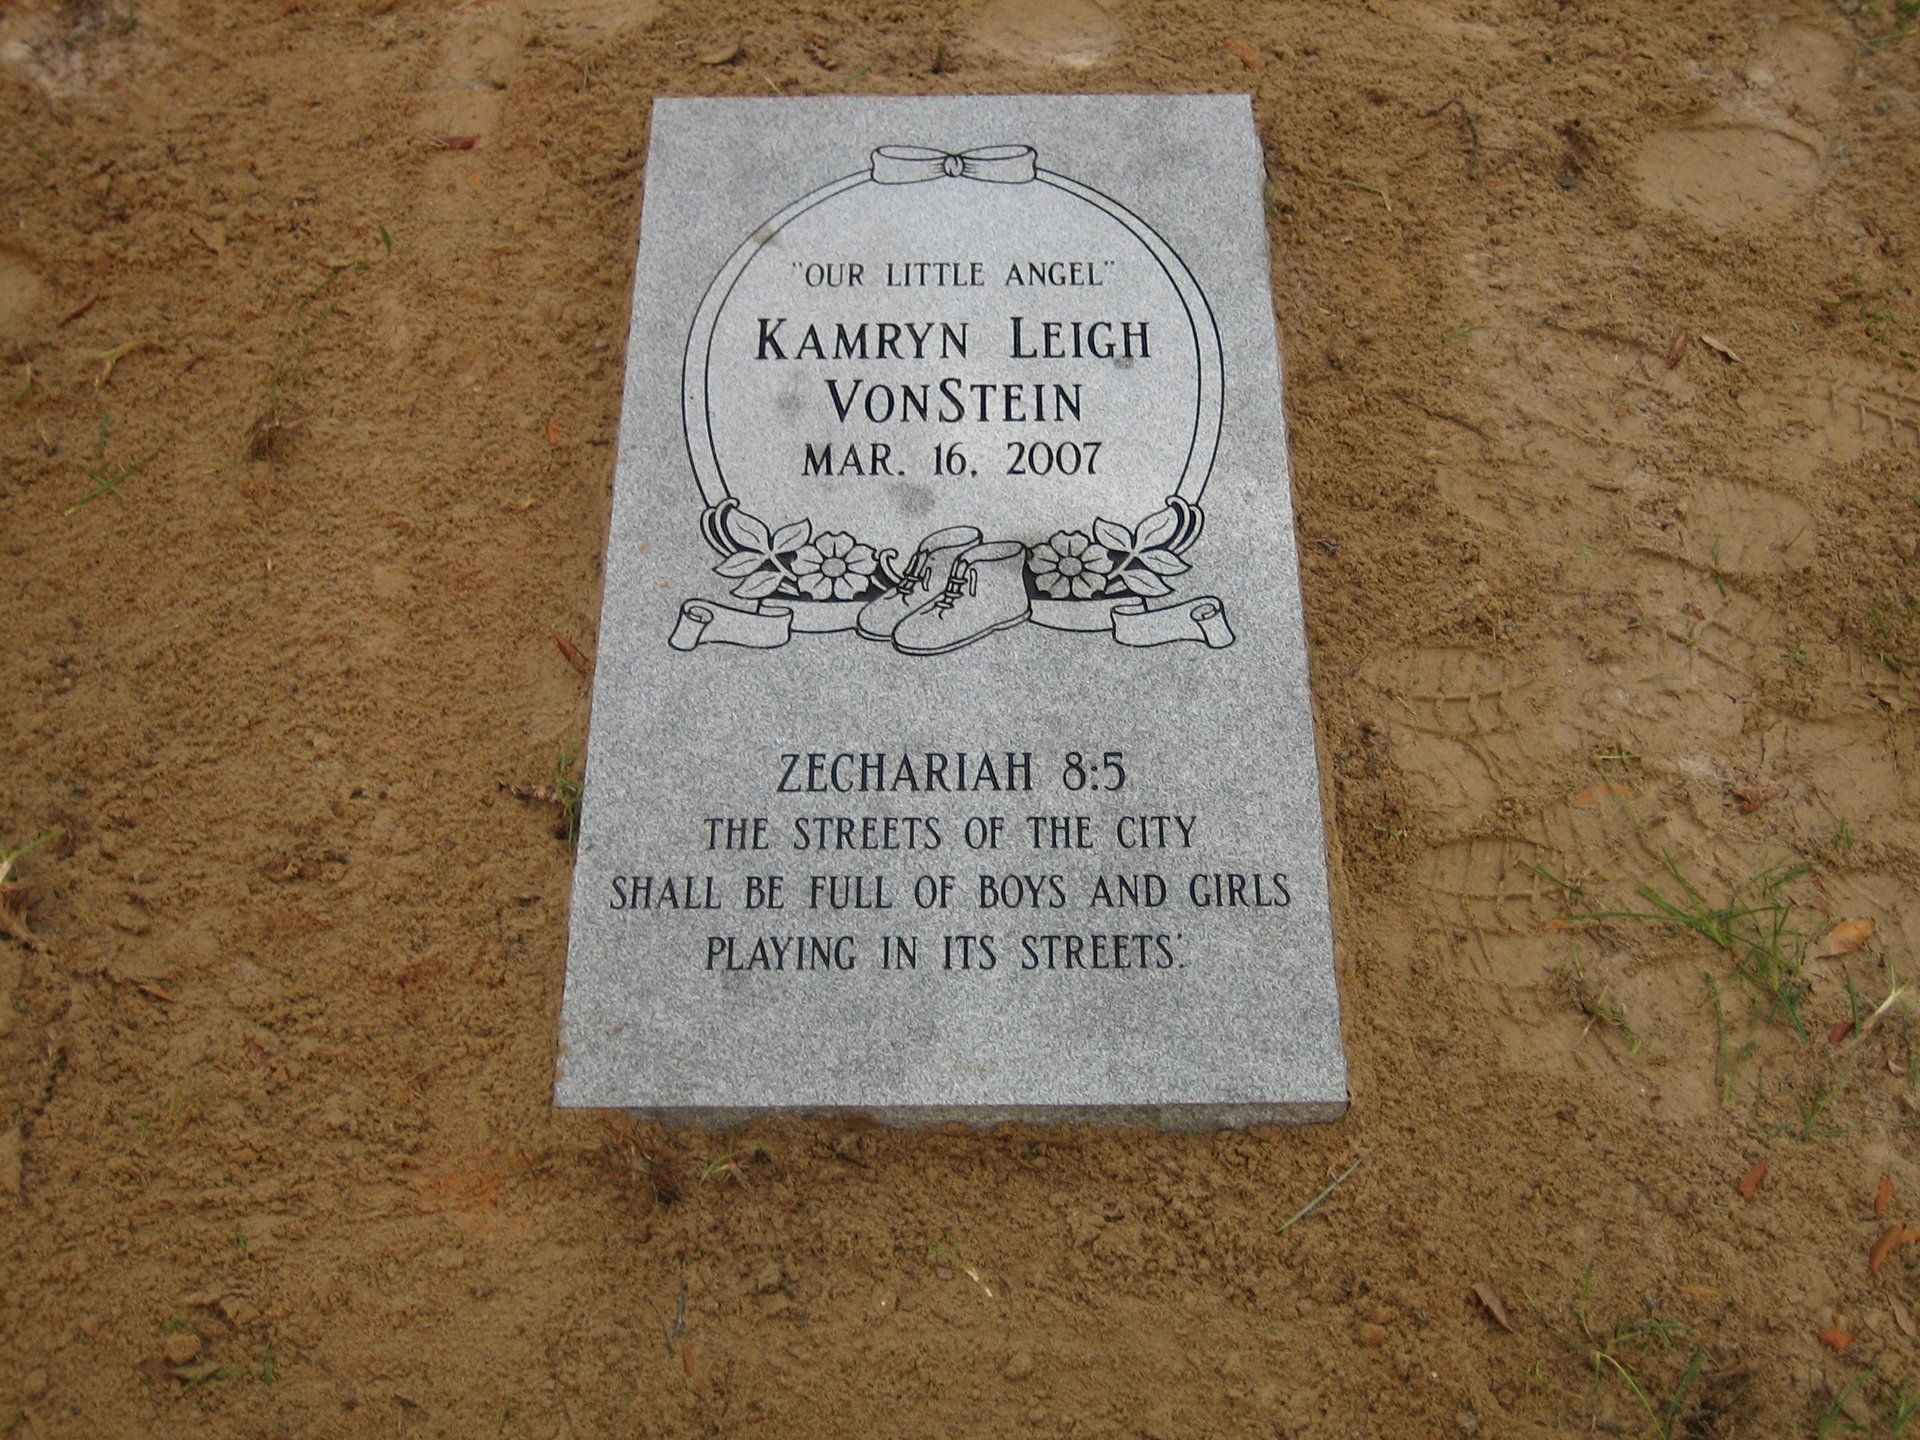 "OUR LITTLE ANGEL"
KAMRYN LEIGH
VONSTEIN
MAR. 16, 2007
ZECHARIAH 8:5
THE STREETS OF THE CITY
SHALL BE FULL OF BOYS AND GIRLS
PLAYING IN ITS STREETS".